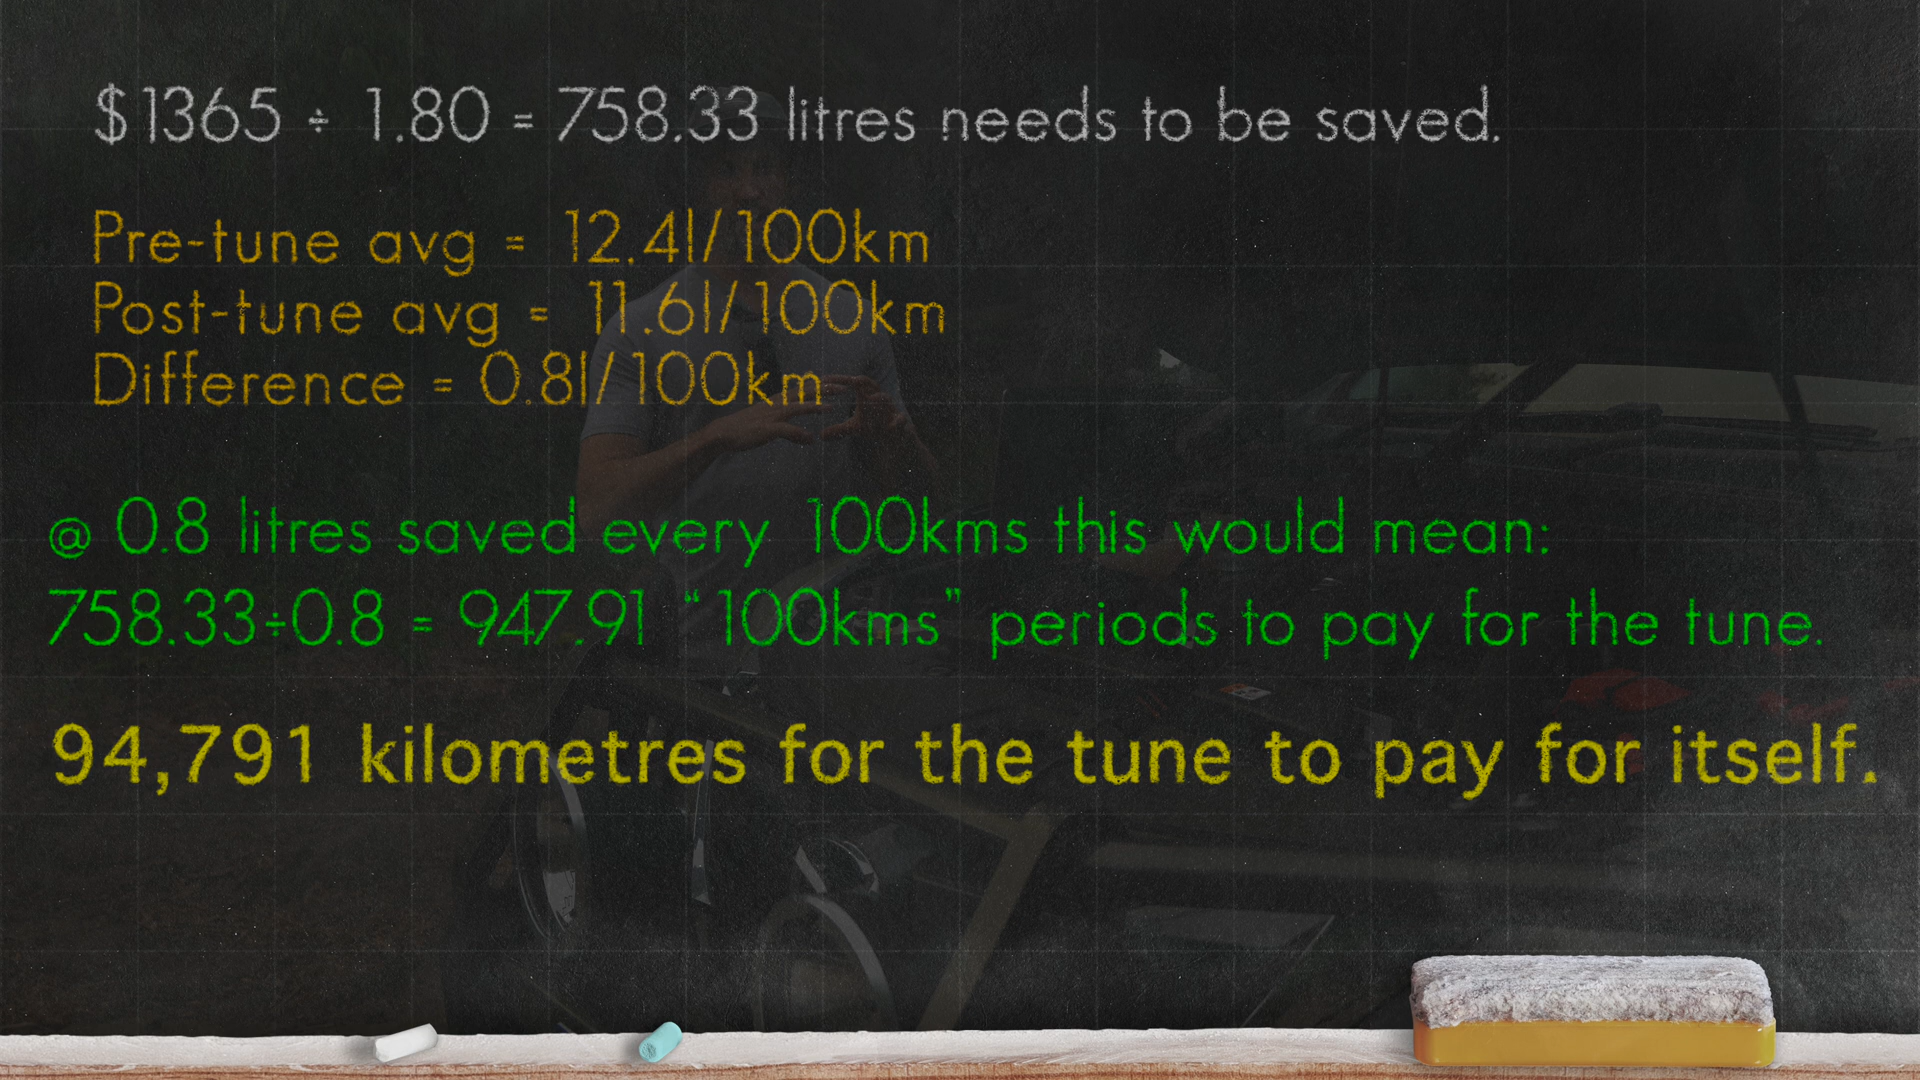 $1365 ÷ 1.80 = 758.33 litres needs to be saved.
Pre-tune avg = 12.4l/100km
Post-tune avg = 11.6l/100km
Difference = 0.8l/100km
@ 0.8 litres saved every 100kms this would mean:
758.33÷0.8 = 947.91 “100kms” periods to pay for the tune.
94,791 kilometres for the tune to pay for itself.